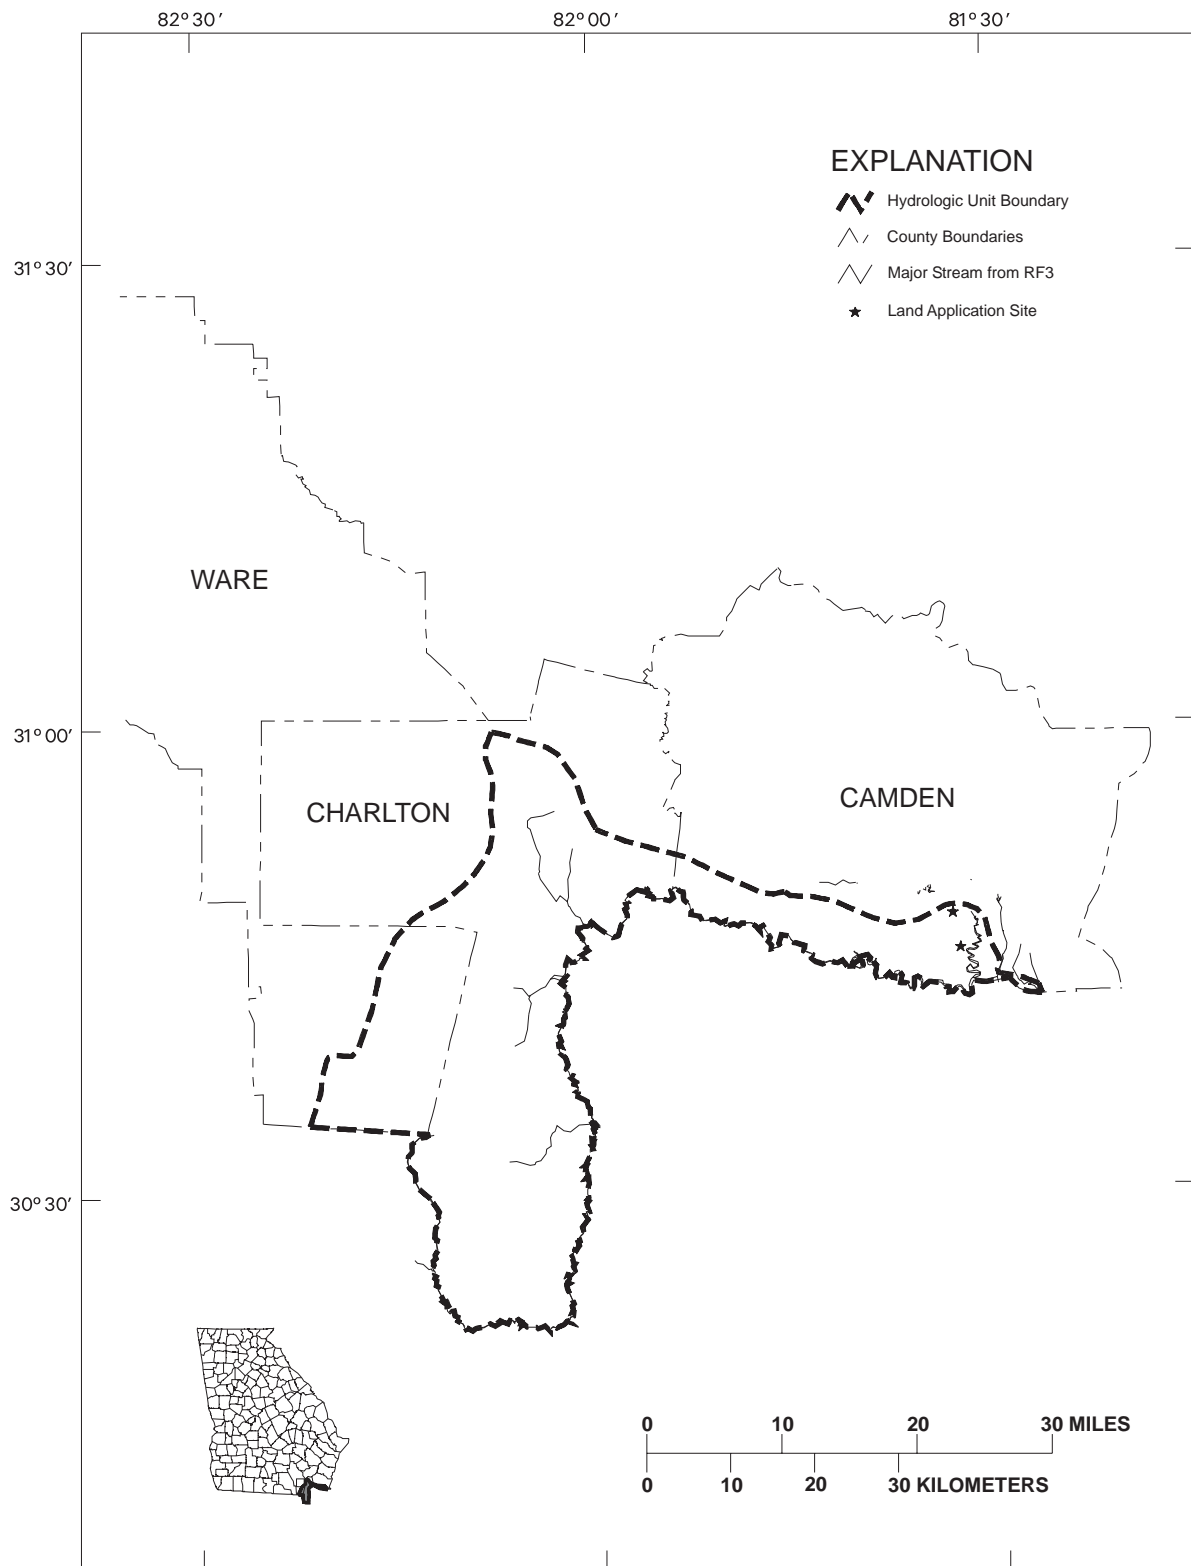 82° 30′ 82° 00′ 81° 30′
EXPLANATION
Hydrologic Unit Boundary
County Boundaries
Major Stream from RF3
Land Application Site
31° 30′
WARE
31° 00′
CHARLTON
CAMDEN
30° 30′
0 10 20 30 MILES
0 10 20 30 KILOMETERS